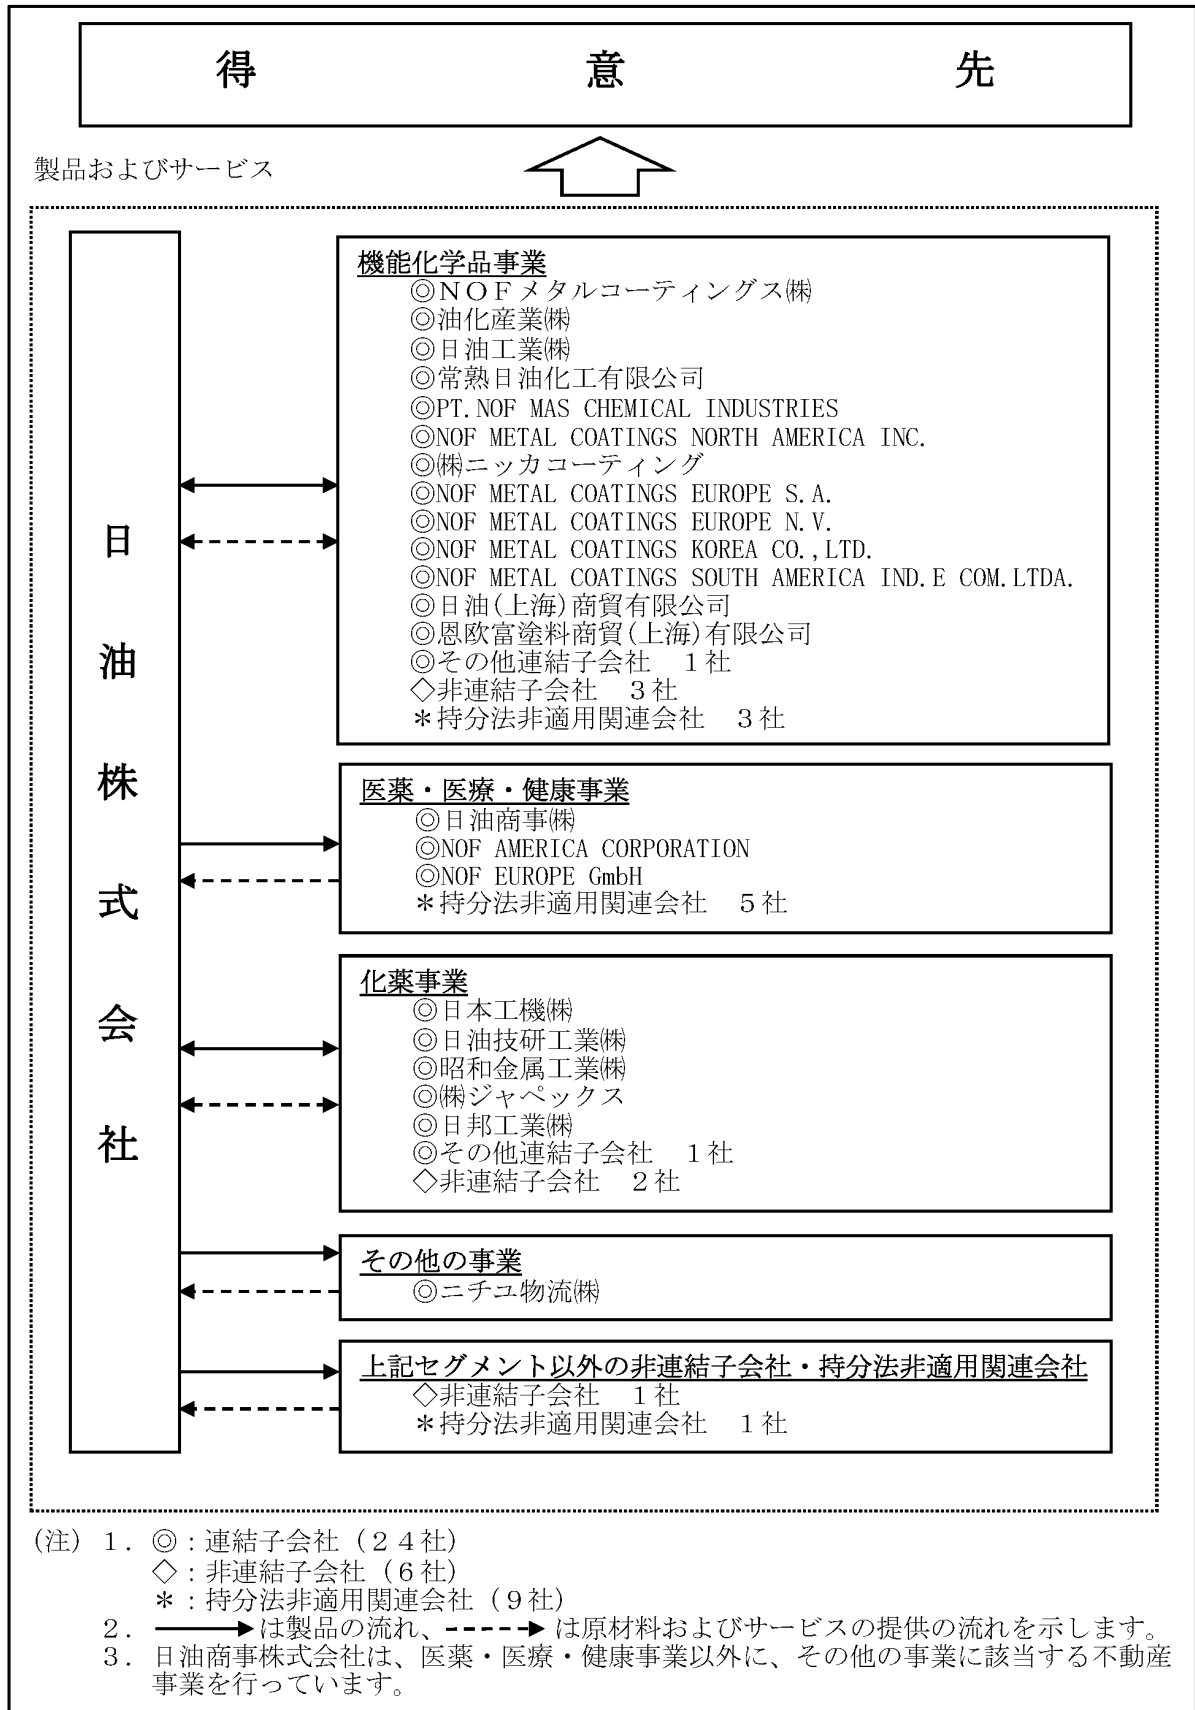 得意先
製品およびサービス
日油株式会社
機能化学品事業
◎ＮＯＦメタルコーティングス㈱
◎油化産業㈱
◎日油工業㈱
◎常熟日油化工有限公司
◎PT.NOF MAS CHEMICAL INDUSTRIES
◎NOF METAL COATINGS NORTH AMERICA INC.
◎㈱ニッカコーティング
◎NOF METAL COATINGS EUROPE S.A.
◎NOF METAL COATINGS EUROPE N.V.
◎NOF METAL COATINGS KOREA CO.,LTD.
◎NOF METAL COATINGS SOUTH AMERICA IND.E COM.LTDA.
◎日油(上海)商貿有限公司
◎恩欧富塗料商貿(上海)有限公司
◎その他連結子会社　１社
◇非連結子会社　３社
＊持分法非適用関連会社　３社
医薬・医療・健康事業
◎日油商事㈱
◎NOF AMERICA CORPORATION
◎NOF EUROPE GmbH
＊持分法非適用関連会社　５社
化薬事業
◎日本工機㈱
◎日油技研工業㈱
◎昭和金属工業㈱
◎㈱ジャペックス
◎日邦工業㈱
◎その他連結子会社　１社
◇非連結子会社　２社
その他の事業
◎ニチユ物流㈱
上記セグメント以外の非連結子会社・持分法非適用関連会社
◇非連結子会社　１社
＊持分法非適用関連会社　１社
(注)　１．◎：連結子会社（２４社）
◇：非連結子会社（６社）
＊：持分法非適用関連会社（９社）
２．は製品の流れ、は原材料およびサービスの提供の流れを示します。
３．日油商事株式会社は、医薬・医療・健康事業以外に、その他の事業に該当する不動産
事業を行っています。